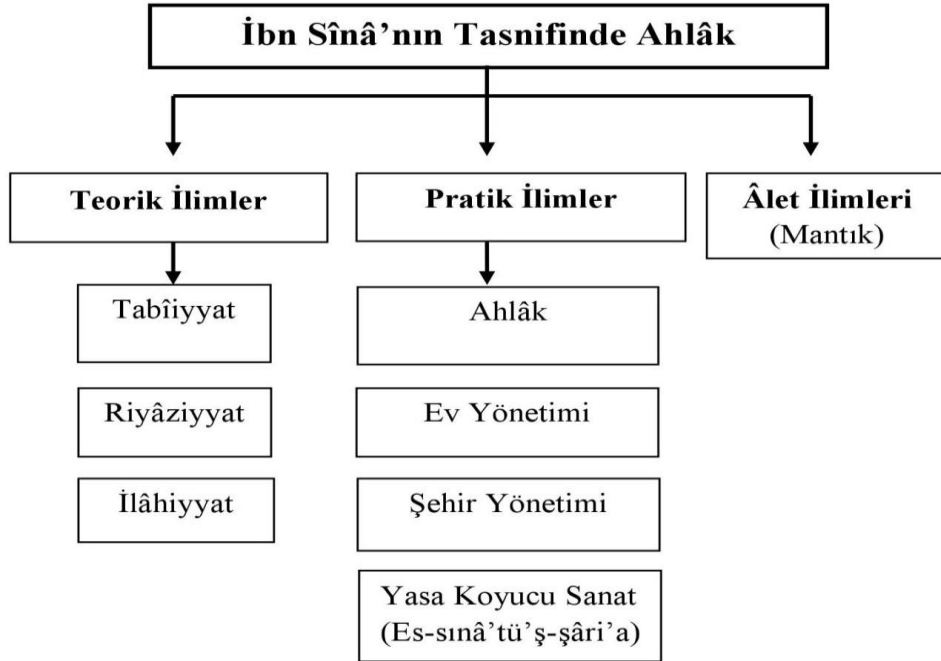 İbn Sînâ’nın Tasnifinde Ahlâk
Teorik İlimler
Tabîiyyat
Riyâziyyat
İlâhiyyat
Pratik İlimler
Ahlâk
Ev Yönetimi
Şehir Yönetimi
Yasa Koyucu Sanat
(Es-sınâ’tü’ş-şâri’a)
Âlet İlimleri
(Mantık)